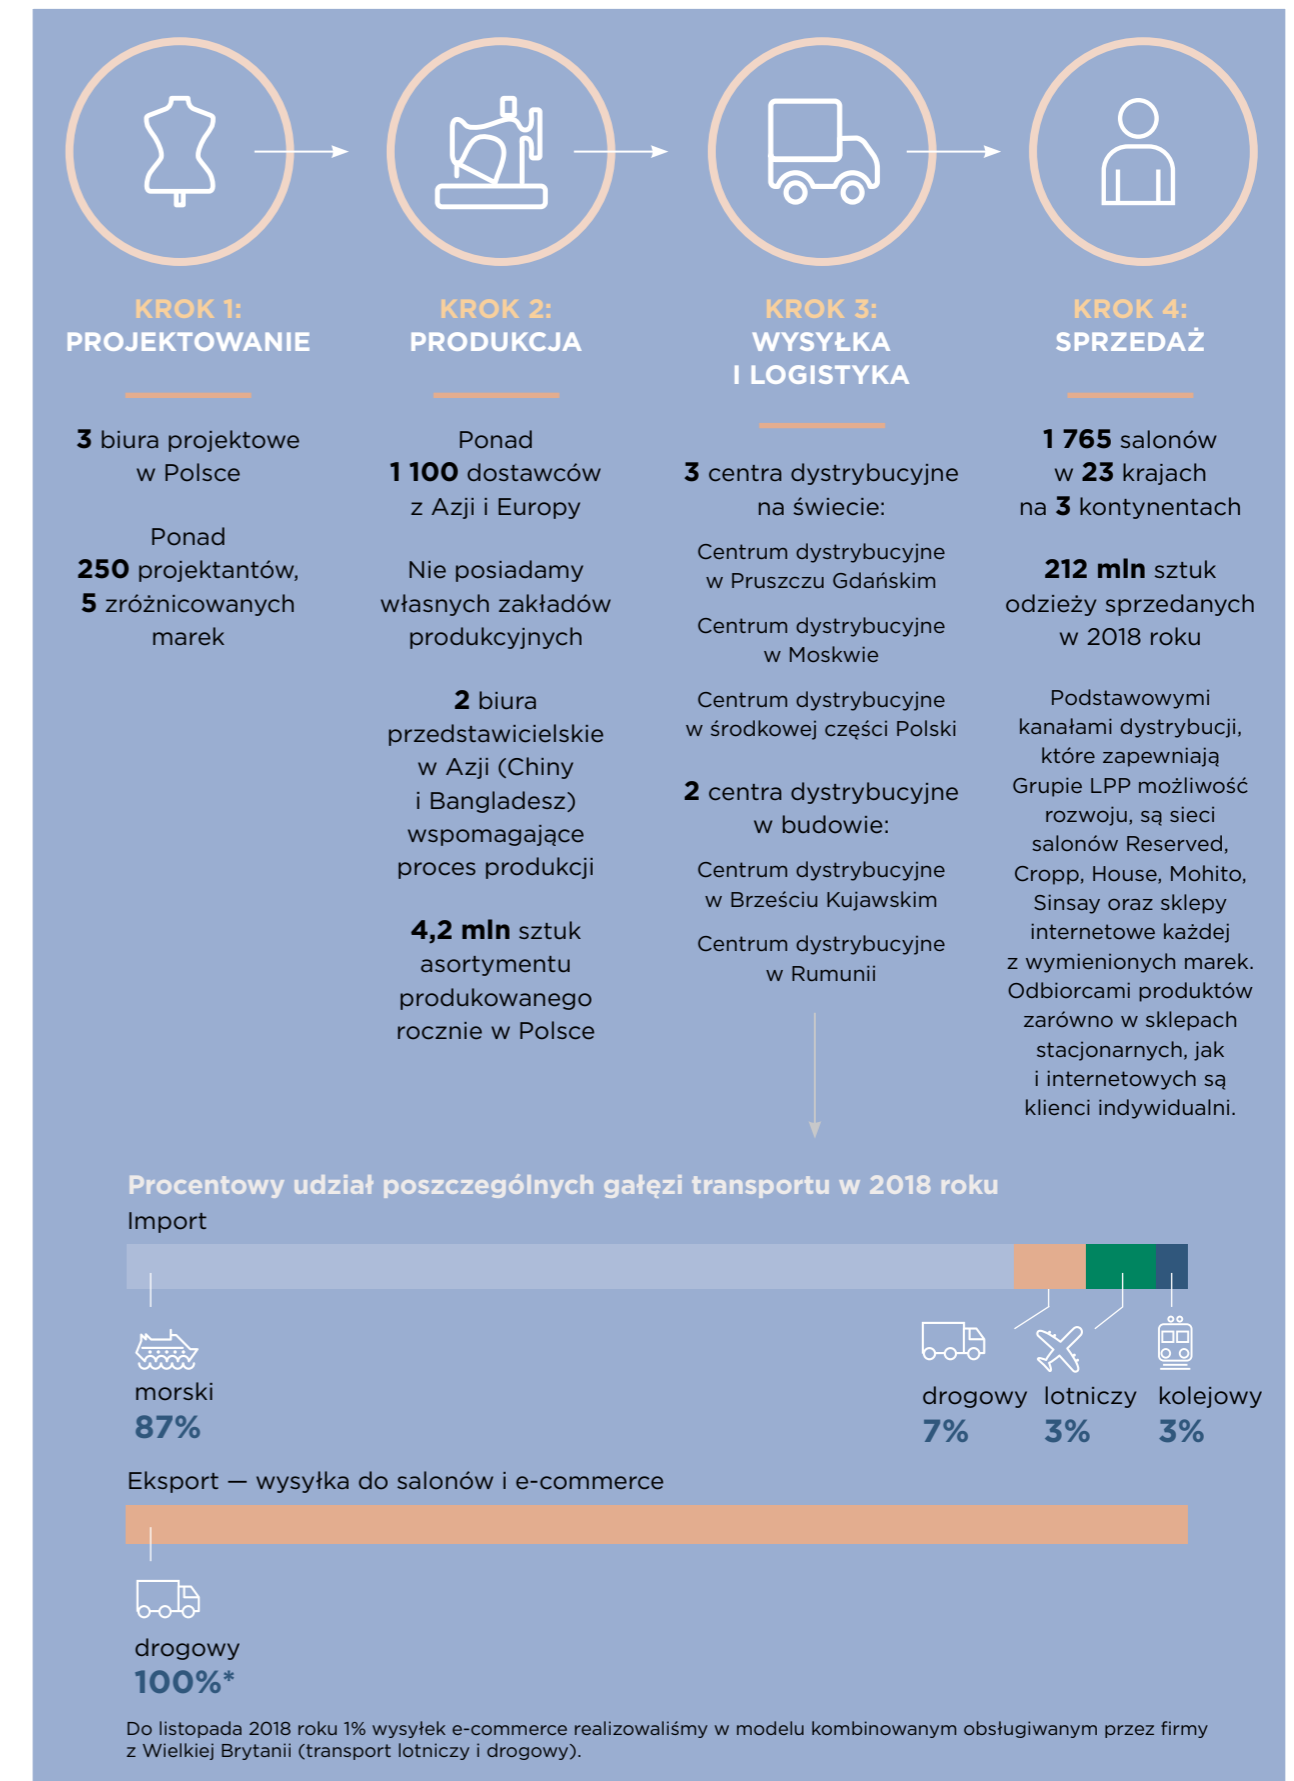 KROK 1:
PROJEKTOWANIE
3 biura projektowe
w Polsce
Ponad
250 projektantów,
5 zróżnicowanych
marek
KROK 2:
PRODUKCJA
Ponad
1 100 dostawców
z Azji i Europy
Nie posiadamy
własnych zakładów
produkcyjnych
2 biura
przedstawicielskie
w Azji (Chiny
i Bangladesz)
wspomagające
proces produkcji
4,2 mln sztuk
asortymentu
produkowanego
rocznie w Polsce
KROK 3:
WYSYŁKA
I LOGISTYKA
3 centra dystrybucyjne
na świecie:
Centrum dystrybucyjne
w Pruszczu Gdańskim
Centrum dystrybucyjne
w Moskwie
Centrum dystrybucyjne
w środkowej części Polski
2 centra dystrybucyjne
w budowie:
Centrum dystrybucyjne
w Brześciu Kujawskim
Centrum dystrybucyjne
w Rumunii
KROK 4:
SPRZEDAŻ
1 765 salonów
w 23 krajach
na 3 kontynentach
212 mln sztuk
odzieży sprzedanych
w 2018 roku
Podstawowymi
kanałami dystrybucji,
które zapewniają
Grupie LPP możliwość
rozwoju, są sieci
salonów Reserved,
Cropp, House, Mohito,
Sinsay oraz sklepy
internetowe każdej
z wymienionych marek.
Odbiorcami produktów
zarówno w sklepach
stacjonarnych, jak
i internetowych są
klienci indywidualni.
Procentowy udział poszczególnych gałęzi transportu w 2018 roku
Import
morski
87%
drogowy
7%
lotniczy
3%
kolejowy
3%
Eksport — wysyłka do salonów i e-commerce
drogowy
100%*
Do listopada 2018 roku 1% wysyłek e-commerce realizowaliśmy w modelu kombinowanym obsługiwanym przez firmy
z Wielkiej Brytanii (transport lotniczy i drogowy).